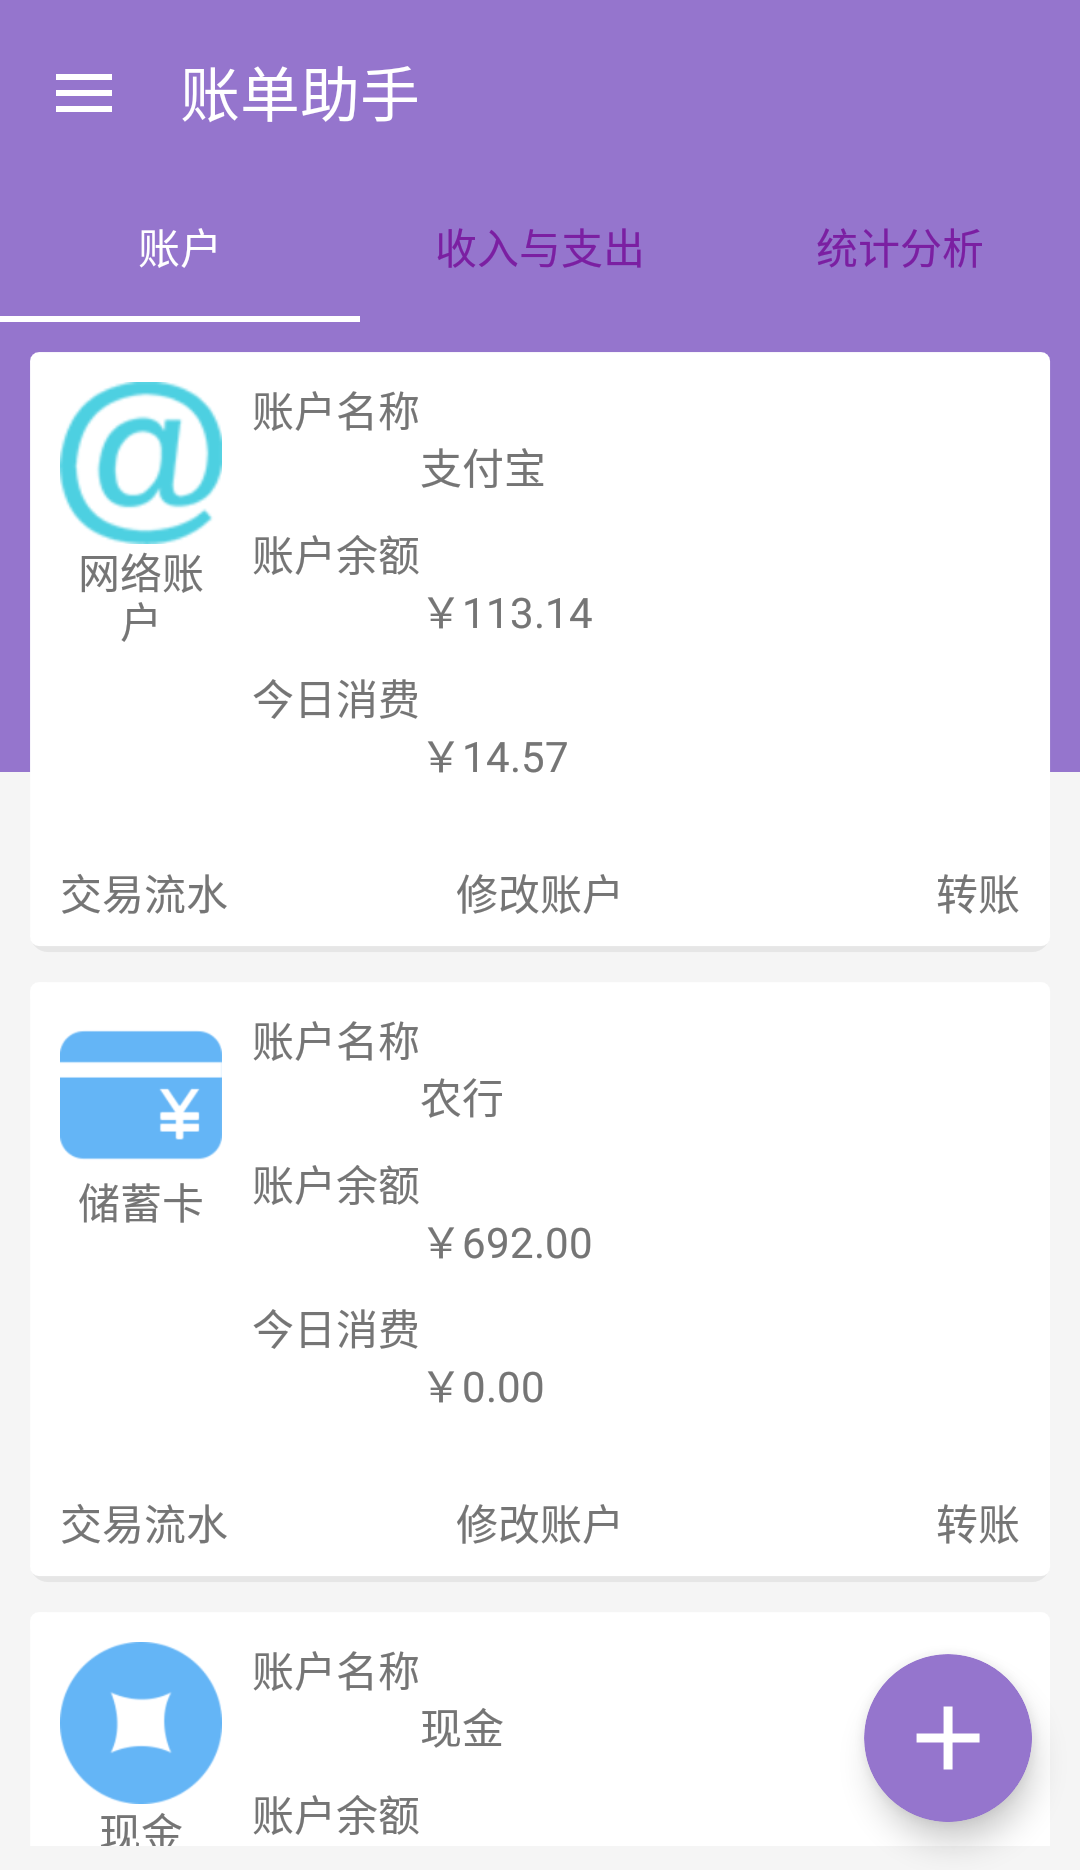 账单助手
账户
收入与支出
统计分析
@
网络账
户
账户名称
支付宝
账户余额
￥113.14
今日消费
￥14.57
交易流水
修改账户
转账
¥
储蓄卡
账户名称
农行
账户余额
￥692.00
今日消费
￥0.00
交易流水
修改账户
转账
现金
账户名称
现金
账户余额